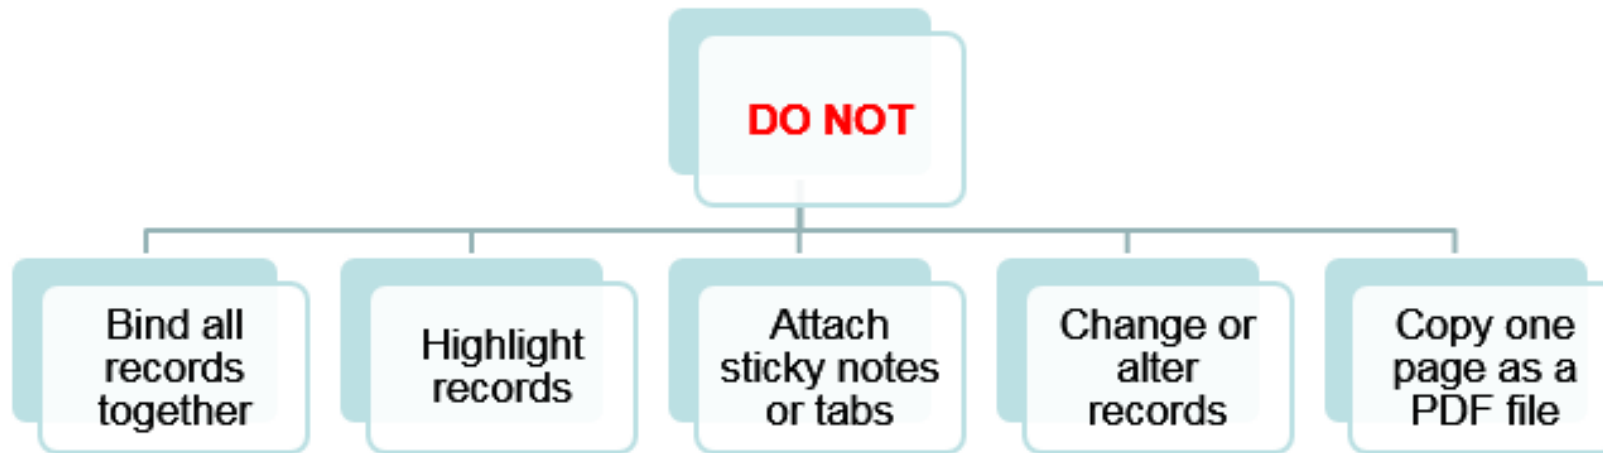 DO NOT
Bind all
records
together
Highlight
records
Attach
sticky notes
or tabs
Change or
alter
records
Copy one
page as a
PDF file